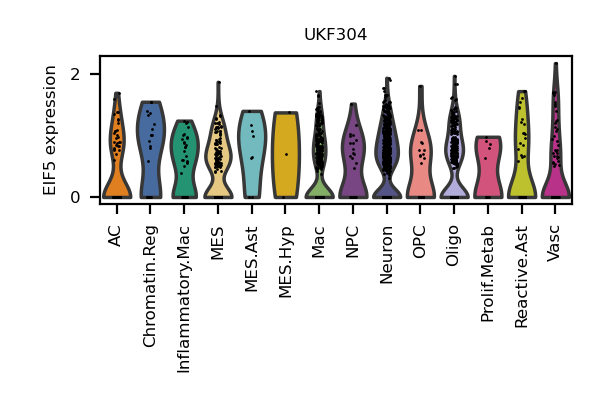 UKF304
EIF5 expression
2
0
AC
Chromatin.Reg
Inflammatory.Mac
MES
MES.Ast
MES.Hyp
Mac
NPC
Neuron
OPC
Oligo
Prolif.Metab
Reactive.Ast
Vasc